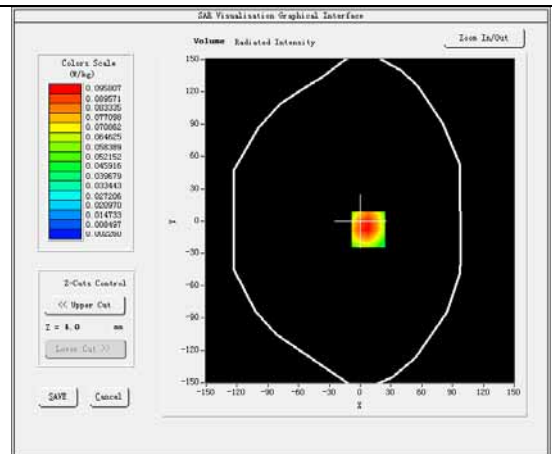 SAR Visualisation Graphical Interface
Volume Radiated Intensity
Zoom In/Out
Colors Scale
(W/kg)
0.095807
0.089571
0.083335
0.077098
0.070862
0.064625
0.058389
0.052152
0.045916
0.039679
0.033443
0.027206
0.020970
0.014733
0.008497
0.002260
150
120
90
60
30
0
-30
-60
-90
-120
-150
Y
-150 -120 -90 -60 -30 0 30 60 90 120 150
X
Z-Cuts Control
<< Upper Cut
Z = 4.0 mm
Lower Cut >>
SAVE Cancel